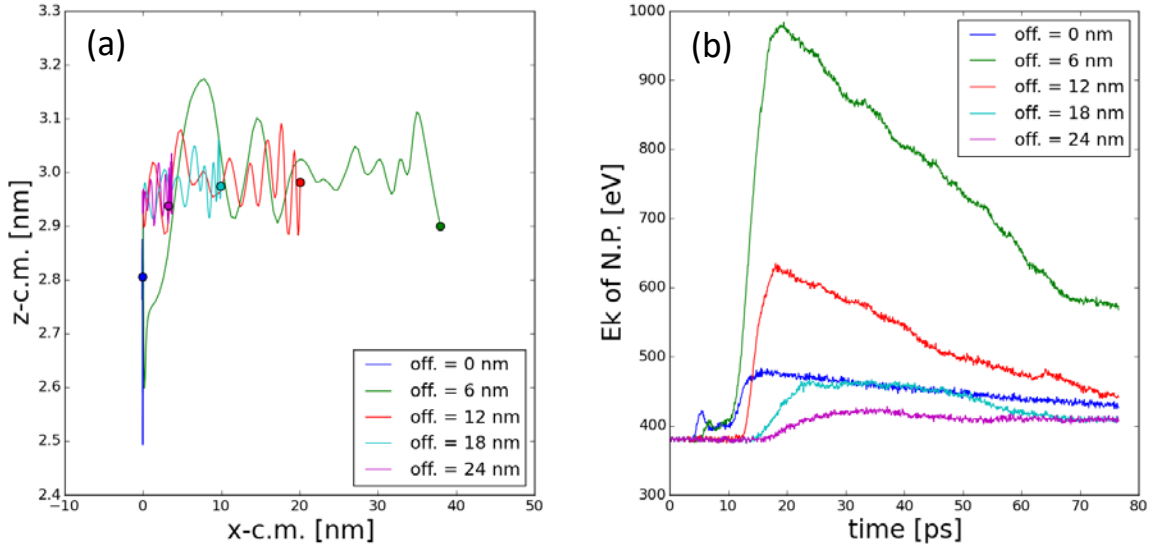 (a)
3.3
3.2
3.1
3.0
2.9
2.8
2.7
2.6
2.5
2.4
z-c.m. [nm]
−10
0
10
20
30
40
50
x-c.m. [nm]
off. = 0 nm
off. = 6 nm
off. = 12 nm
off. = 18 nm
off. = 24 nm
(b)
1000
900
800
700
600
500
400
300
Ek of N.P. [eV]
0
10
20
30
40
50
60
70
80
time [ps]
off. = 0 nm
off. = 6 nm
off. = 12 nm
off. = 18 nm
off. = 24 nm